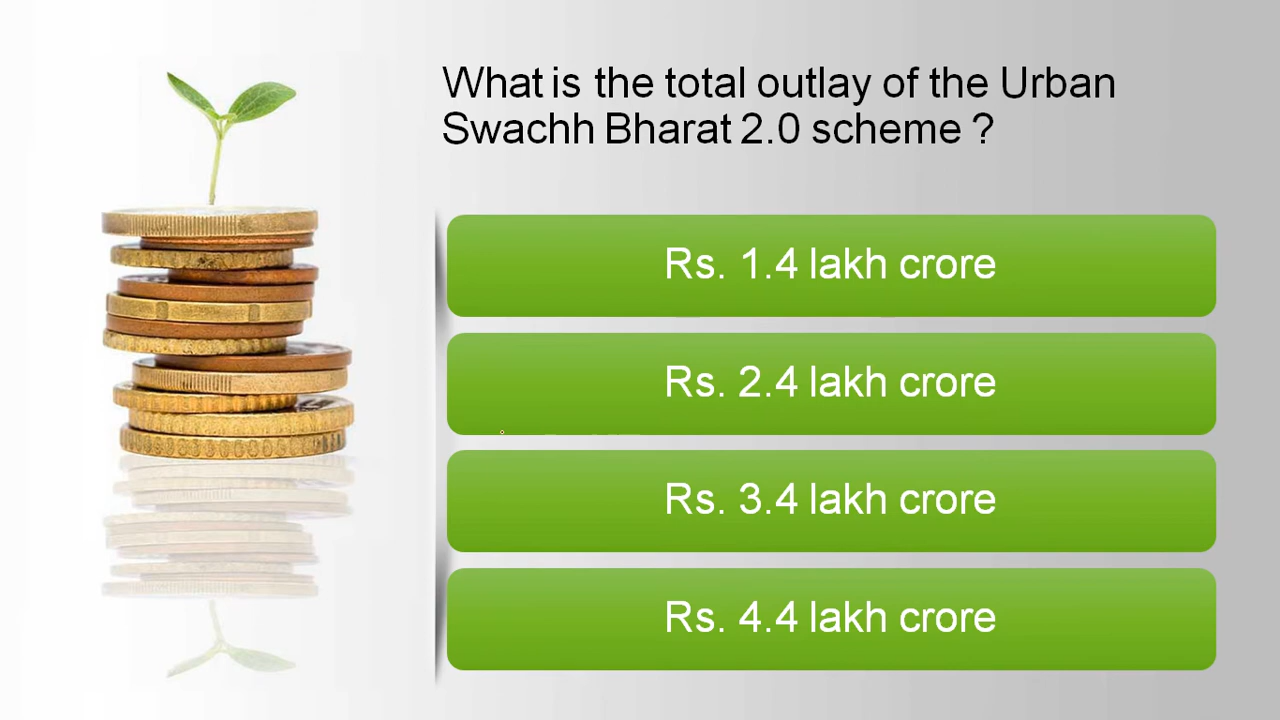 What is the total outlay of the Urban
Swachh Bharat 2.0 scheme ?
Rs. 1.4 lakh crore
Rs. 2.4 lakh crore
Rs. 3.4 lakh crore
Rs. 4.4 lakh crore